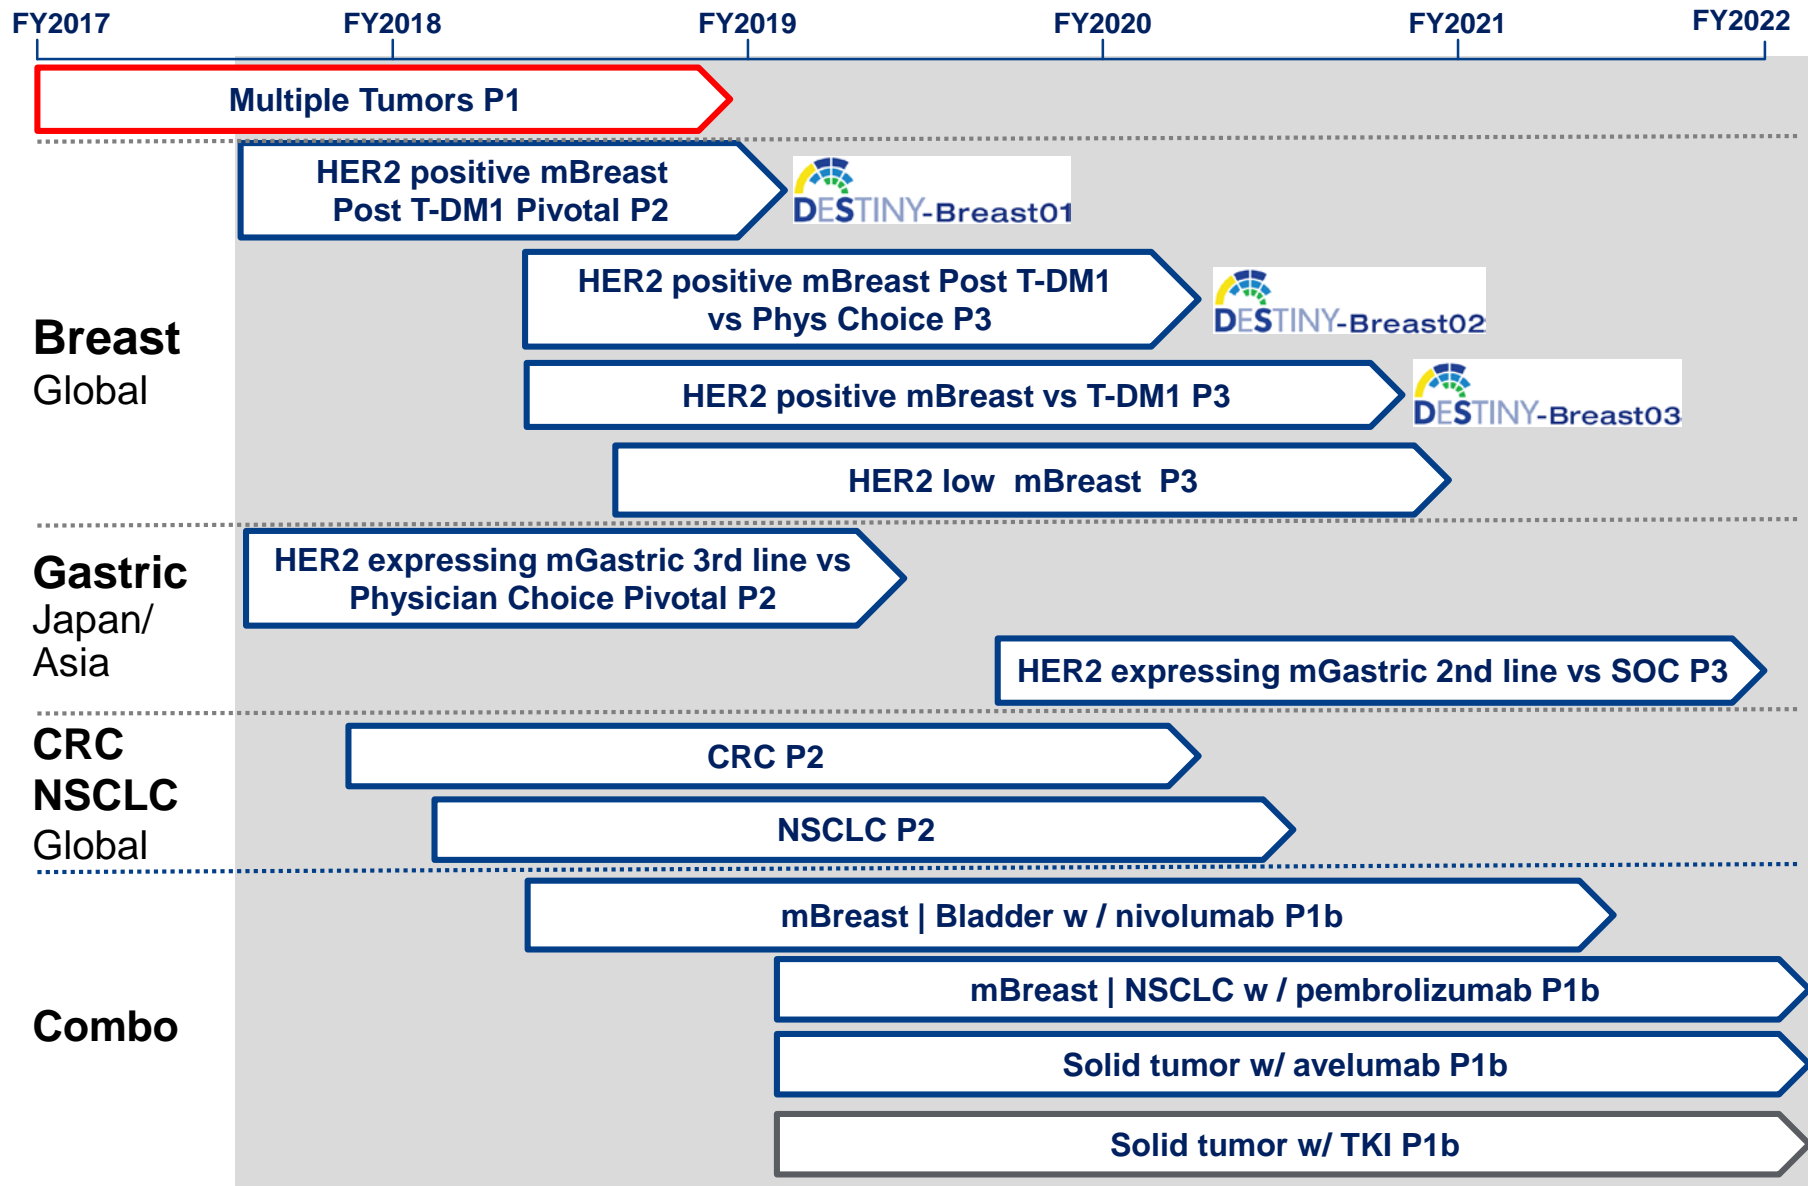 FY2017 FY2018 FY2019 FY2020 FY2021 FY2022
Multiple Tumors P1
Breast
Global
HER2 positive mBreast
Post T-DM1 Pivotal P2
DESTINY-Breast01
HER2 positive mBreast Post T-DM1
vs Phys Choice P3
DESTINY-Breast02
HER2 positive mBreast vs T-DM1 P3
DESTINY-Breast03
HER2 low mBreast P3
Gastric
Japan/
Asia
HER2 expressing mGastric 3rd line vs
Physician Choice Pivotal P2
HER2 expressing mGastric 2nd line vs SOC P3
CRC
NSCLC
Global
CRC P2
NSCLC P2
Combo
mBreast | Bladder w / nivolumab P1b
mBreast | NSCLC w / pembrolizumab P1b
Solid tumor w/ avelumab P1b
Solid tumor w/ TKI P1b